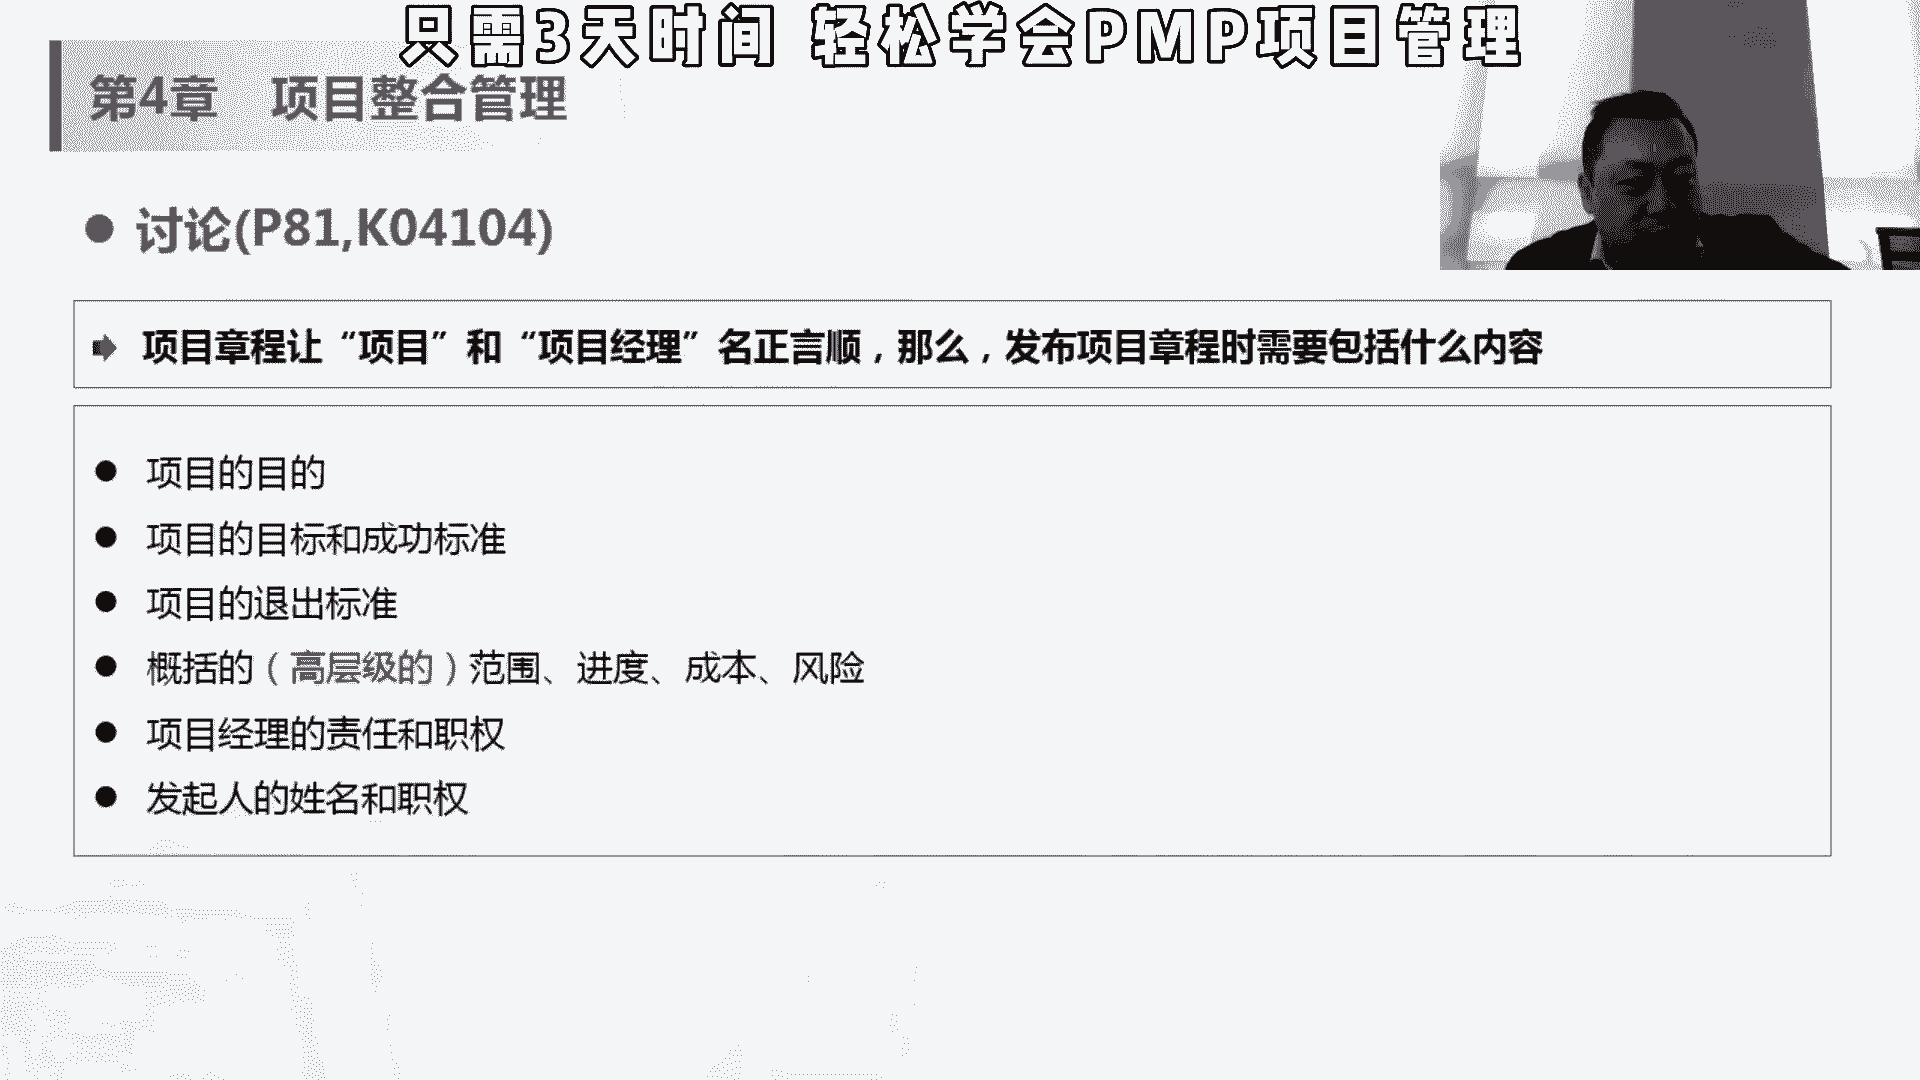 只需3天时间 轻松学会PMP项目管理
第4章 项目整合管理
讨论(P81,K04104)
项目章程让“项目”和“项目经理”名正言顺，那么，发布项目章程时需要包括什么内容
项目的目的
项目的目标和成功标准
项目的退出标准
概括的（高层级的）范围、进度、成本、风险
项目经理的责任和职权
发起人的姓名和职权